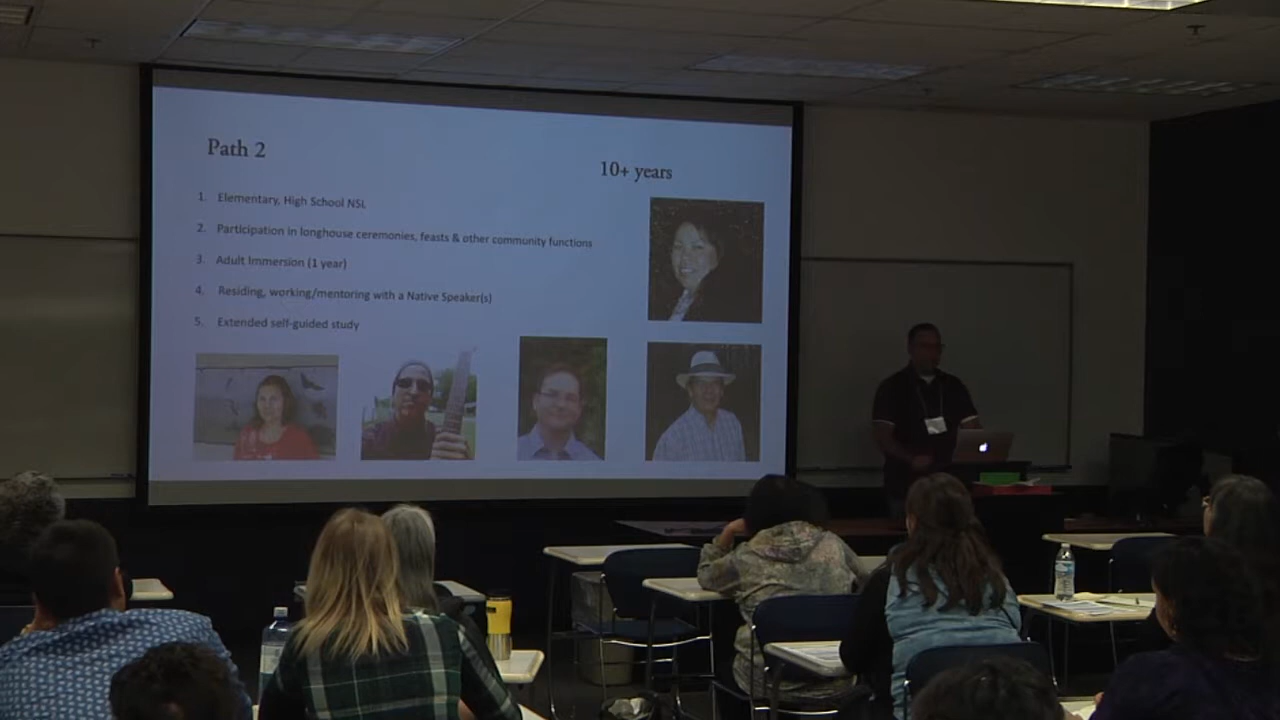 Path 2
10+ years
1. Elementary, High School NSL
2. Participation in longhouse ceremonies, feasts & other community functions
3. Adult Immersion (1 year)
4. Residing, working/mentoring with a Native Speaker(s)
5. Extended self-guided study